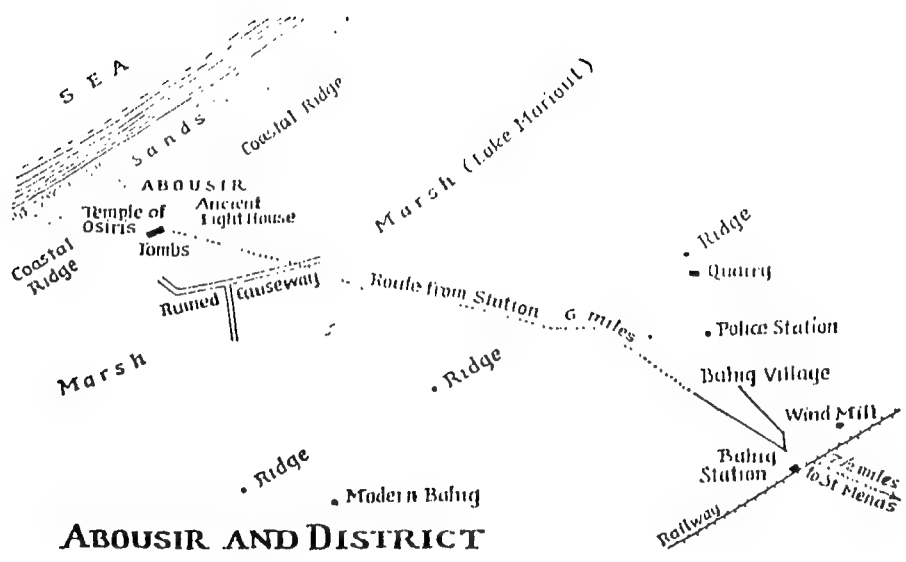 SEA
Sands
Coastal Ridge
Marsh (Lake Mariout)
ABOUSIR
Temple of
Osiris
Ancient
Light House
Tombs
Coastal
Ridge
Ruined Causeway
Route from Station 6 miles
Ridge
Quarry
Police Station
Bahig Village
Wind Mill
Marsh
Ridge
Bahig
Station
7½ miles
to St Menas
Railway
Ridge
Modern Bahig
ABOUSIR AND DISTRICT